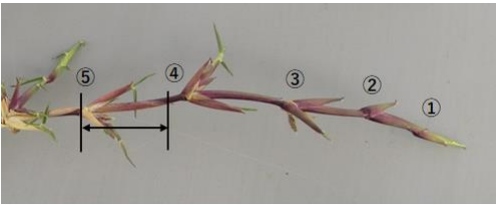 ⑤ ④ ③ ② ①